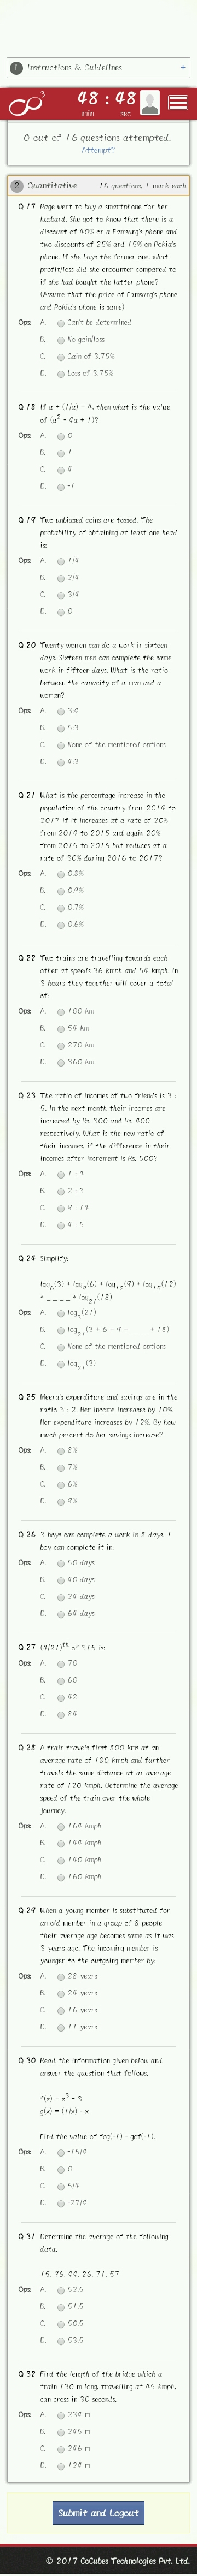 1 Instructions & Guidelines +
48 : 48
min sec
0 out of 16 questions attempted.
Attempt?
2 Quantitative 16 questions, 1 mark each
Q 17 Page went to buy a smartphone for her
husband. She got to know that there is a
discount of 40% on a Famsung's phone and
two discounts of 25% and 15% on Pokia's
phone. If she buys the former one, what
profit/loss did she encounter compared to
if she had bought the latter phone?
(Assume that the price of Famsung's phone
and Pokia's phone is same)
Ops: A. Can't be determined
B. No gain/loss
C. Gain of 3.75%
D. Loss of 3.75%
Q 18 If a + (1/a) = 4, then what is the value
of (a² - 4a + 1)?
Ops: A. 0
B. 1
C. 4
D. -1
Q 19 Two unbiased coins are tossed. The
probability of obtaining at least one head
is:
Ops: A. 1/4
B. 2/4
C. 3/4
D. 0
Q 20 Twenty women can do a work in sixteen
days. Sixteen men can complete the same
work in fifteen days. What is the ratio
between the capacity of a man and a
woman?
Ops: A. 3:4
B. 5:3
C. None of the mentioned options
D. 4:3
Q 21 What is the percentage increase in the
population of the country from 2014 to
2017 if it increases at a rate of 20%
from 2014 to 2015 and again 20%
from 2015 to 2016 but reduces at a
rate of 30% during 2016 to 2017?
Ops: A. 0.8%
B. 0.9%
C. 0.7%
D. 0.6%
Q 22 Two trains are travelling towards each
other at speeds 36 kmph and 54 kmph. In
3 hours they together will cover a total
of:
Ops: A. 100 km
B. 54 km
C. 270 km
D. 360 km
Q 23 The ratio of incomes of two friends is 3 :
5. In the next month their incomes are
increased by Rs. 300 and Rs. 400
respectively. What is the new ratio of
their incomes, if the difference in their
incomes after increment is Rs. 500?
Ops: A. 1 : 4
B. 2 : 3
C. 9 : 14
D. 4 : 5
Q 24 Simplify:
log₆(3) * log₉(6) * log₁₂(9) * log₁₅(12)
* _ _ _ _ * log₂₁(18)
Ops: A. log₃(21)
B. log₂₁(3 + 6 + 9 + _ _ _ + 18)
C. None of the mentioned options
D. log₂₁(3)
Q 25 Meera's expenditure and savings are in the
ratio 3 : 2. Her income increases by 10%.
Her expenditure increases by 12%. By how
much percent do her savings increase?
Ops: A. 8%
B. 7%
C. 6%
D. 9%
Q 26 3 boys can complete a work in 8 days. 1
boy can complete it in:
Ops: A. 50 days
B. 40 days
C. 24 days
D. 64 days
Q 27 (4/21)ᵗʰ of 315 is:
Ops: A. 70
B. 60
C. 42
D. 84
Q 28 A train travels first 800 kms at an
average rate of 180 kmph and further
travels the same distance at an average
rate of 120 kmph. Determine the average
speed of the train over the whole
journey.
Ops: A. 164 kmph
B. 144 kmph
C. 140 kmph
D. 160 kmph
Q 29 When a young member is substituted for
an old member in a group of 8 people
their average age becomes same as it was
3 years ago. The incoming member is
younger to the outgoing member by:
Ops: A. 28 years
B. 24 years
C. 16 years
D. 11 years
Q 30 Read the information given below and
answer the question that follows.
f(x) = x³ - 3
g(x) = (1/x) - x
Find the value of fog(-1) - gof(-1).
Ops: A. -15/4
B. 0
C. 5/4
D. -27/4
Q 31 Determine the average of the following
data.
15, 96, 44, 26, 71, 57
Ops: A. 52.5
B. 51.5
C. 50.5
D. 53.5
Q 32 Find the length of the bridge which a
train 130 m long, travelling at 45 kmph,
can cross in 30 seconds.
Ops: A. 234 m
B. 245 m
C. 246 m
D. 124 m
Submit and Logout
© 2017 CoCubes Technologies Pvt. Ltd.